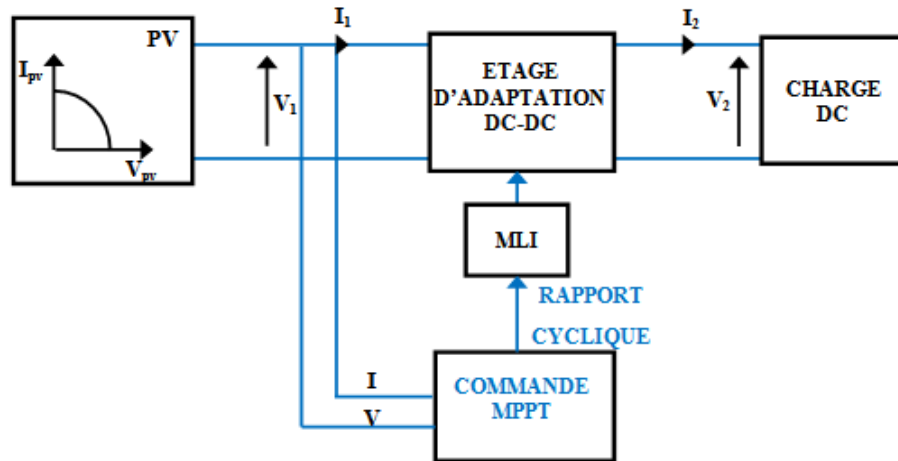 PV
I₁
I₂
Iₚᵥ
Vₚᵥ
V₁
ETAGE
D'ADAPTATION
DC-DC
V₂
CHARGE
DC
MLI
RAPPORT
CYCLIQUE
I
V
COMMANDE
MPPT